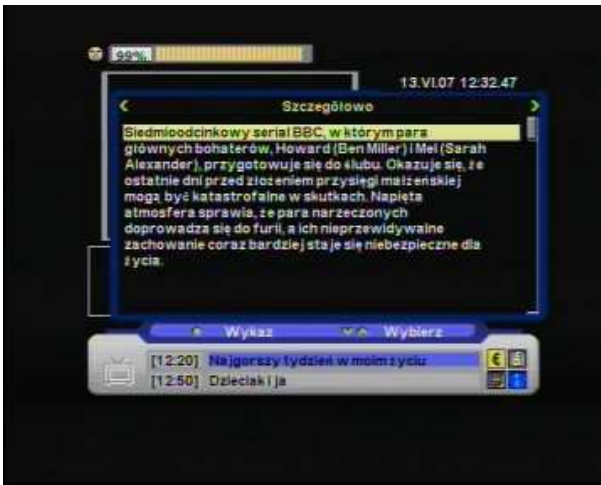 99%
13.VI.07 12:32.47
Szczegółowo
Siedmioodcinkowy serial BBC, w którym para
głównych bohaterów, Howard (Ben Miller) i Mel (Sarah
Alexander), przygotowuje się do ślubu. Okazuje się, że
ostatnie dni przed złożeniem przysięgi małżeńskiej
mogą być katastrofalne w skutkach. Napięta
atmosfera sprawia, że para narzeczonych
doprowadza się do furii, a ich nieprzewidywalne
zachowanie coraz bardziej staje się niebezpieczne dla
życia.
Wykaz Wybierz
[12:20] Najgorszy tydzień w moim życiu
€
[12:50] Dzieciak i ja